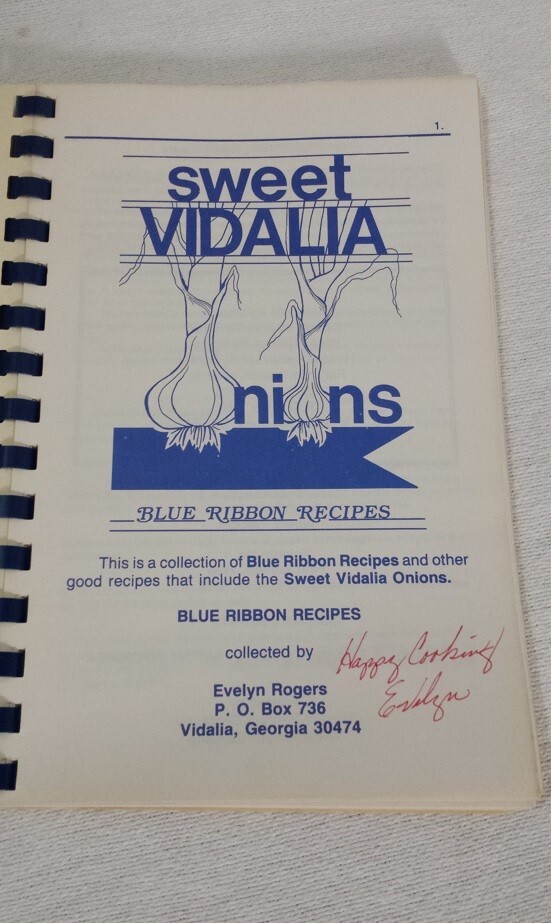 1.
sweet
VIDALIA
Onions
BLUE RIBBON RECIPES
This is a collection of Blue Ribbon Recipes and other
good recipes that include the Sweet Vidalia Onions.
BLUE RIBBON RECIPES
collected by
Happy Cooking
Evelyn
Evelyn Rogers
P. O. Box 736
Vidalia, Georgia 30474